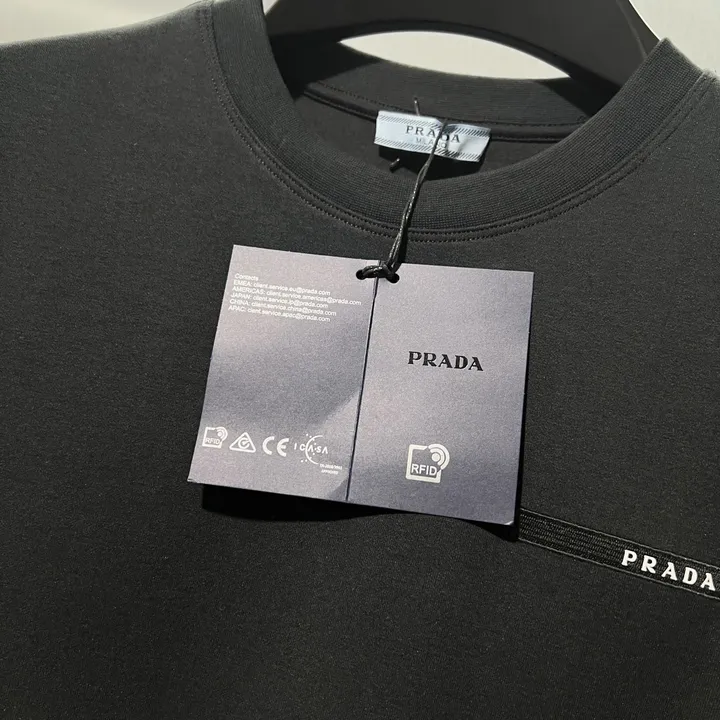 PRADA
MILANO
Contacts
EMEA: client.service.eu@prada.com
AMERICAS: client.service.americas@prada.com
JAPAN: client.service.jp@prada.com
CHINA: client.service.china@prada.com
APAC: client.service.apac@prada.com
PRADA
RFID
CE
ICASA
APPROVED
RFID
PRADA